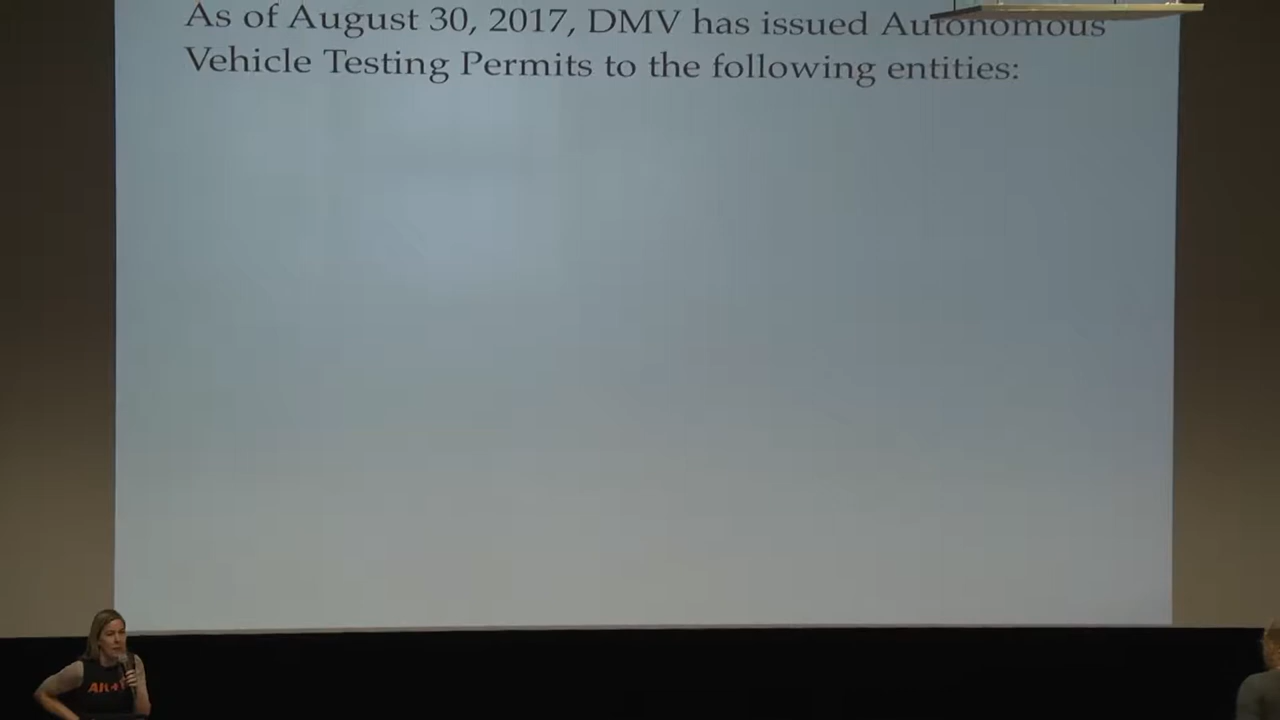 As of August 30, 2017, DMV has issued Autonomous
Vehicle Testing Permits to the following entities: